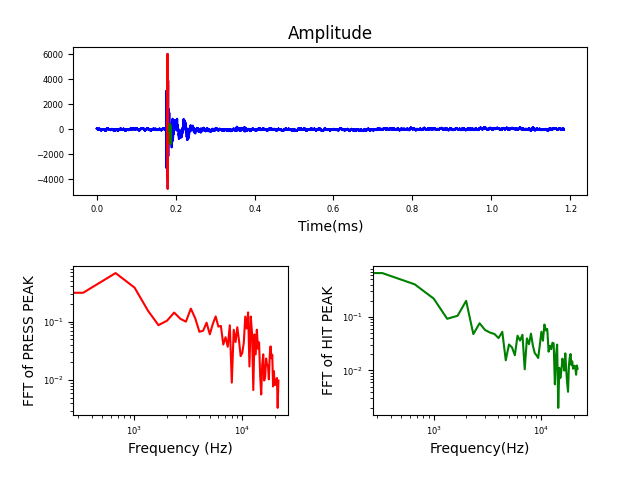 Amplitude
6000
4000
2000
0
−2000
−4000
0.0 0.2 0.4 0.6 0.8 1.0 1.2
Time(ms)
FFT of PRESS PEAK
10⁻¹
10⁻²
10³ 10⁴
Frequency (Hz)
FFT of HIT PEAK
10⁻¹
10⁻²
10³ 10⁴
Frequency(Hz)